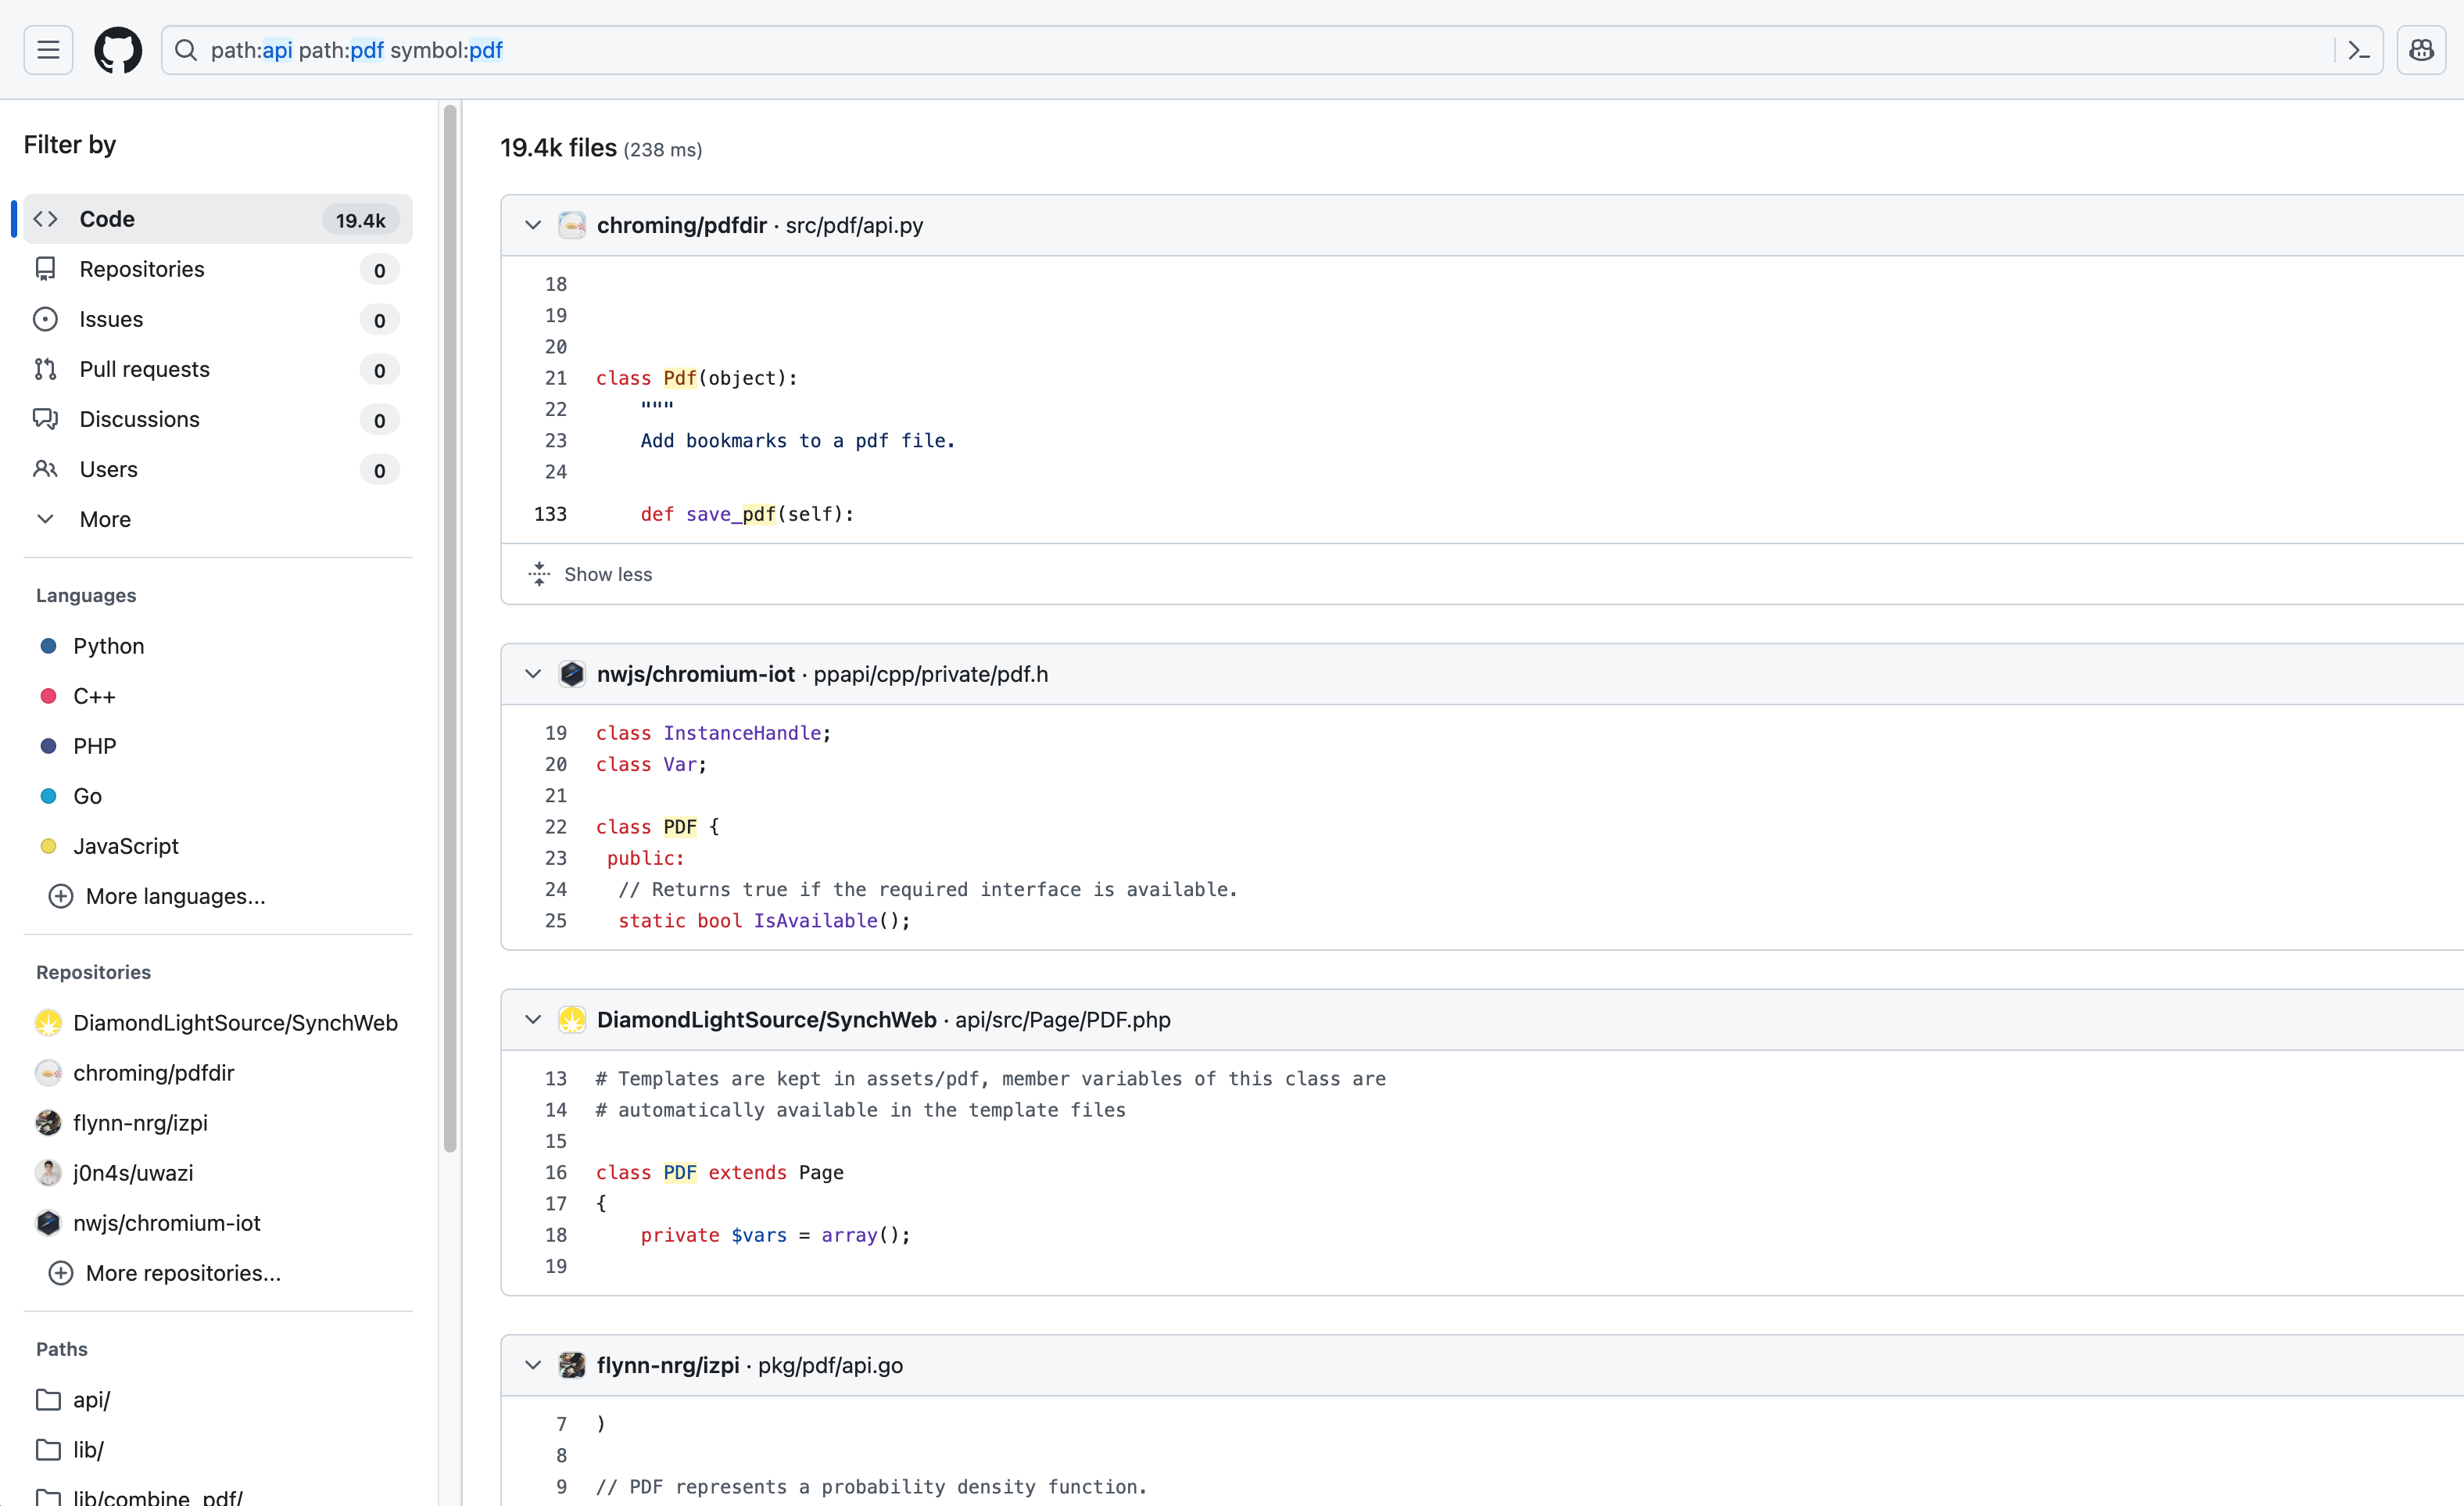 path:api path:pdf symbol:pdf
Filter by
Code 19.4k
Repositories 0
Issues 0
Pull requests 0
Discussions 0
Users 0
More
Languages
Python
C++
PHP
Go
JavaScript
More languages...
Repositories
DiamondLightSource/SynchWeb
chroming/pdfdir
flynn-nrg/izpi
j0n4s/uwazi
nwjs/chromium-iot
More repositories...
Paths
api/
lib/
lib/combine_pdf/
19.4k files (238 ms)
chroming/pdfdir · src/pdf/api.py
18
19
20
21 class Pdf(object):
22     """
23     Add bookmarks to a pdf file.
24
133     def save_pdf(self):
Show less
nwjs/chromium-iot · ppapi/cpp/private/pdf.h
19 class InstanceHandle;
20 class Var;
21
22 class PDF {
23  public:
24   // Returns true if the required interface is available.
25   static bool IsAvailable();
DiamondLightSource/SynchWeb · api/src/Page/PDF.php
13 # Templates are kept in assets/pdf, member variables of this class are
14 # automatically available in the template files
15
16 class PDF extends Page
17 {
18     private $vars = array();
19
flynn-nrg/izpi · pkg/pdf/api.go
7 )
8
9 // PDF represents a probability density function.